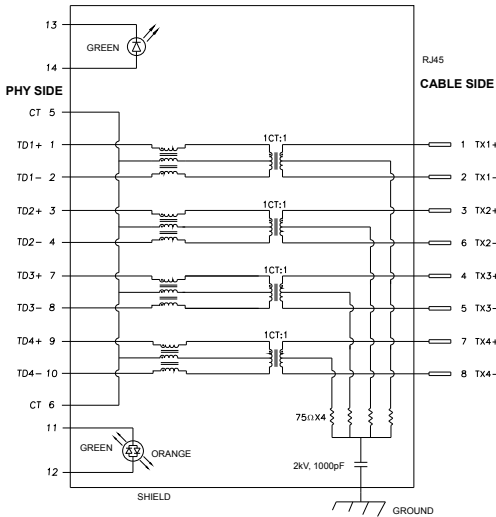 13
GREEN
14
RJ45
PHY SIDE
CABLE SIDE
CT 5
1CT:1
TD1+ 1
1 TX1+
TD1- 2
2 TX1-
1CT:1
TD2+ 3
3 TX2+
TD2- 4
6 TX2-
1CT:1
TD3+ 7
4 TX3+
TD3- 8
5 TX3-
1CT:1
TD4+ 9
7 TX4+
TD4- 10
8 TX4-
CT 6
75ΩX4
11
GREEN
ORANGE
12
2kV, 1000pF
SHIELD
GROUND